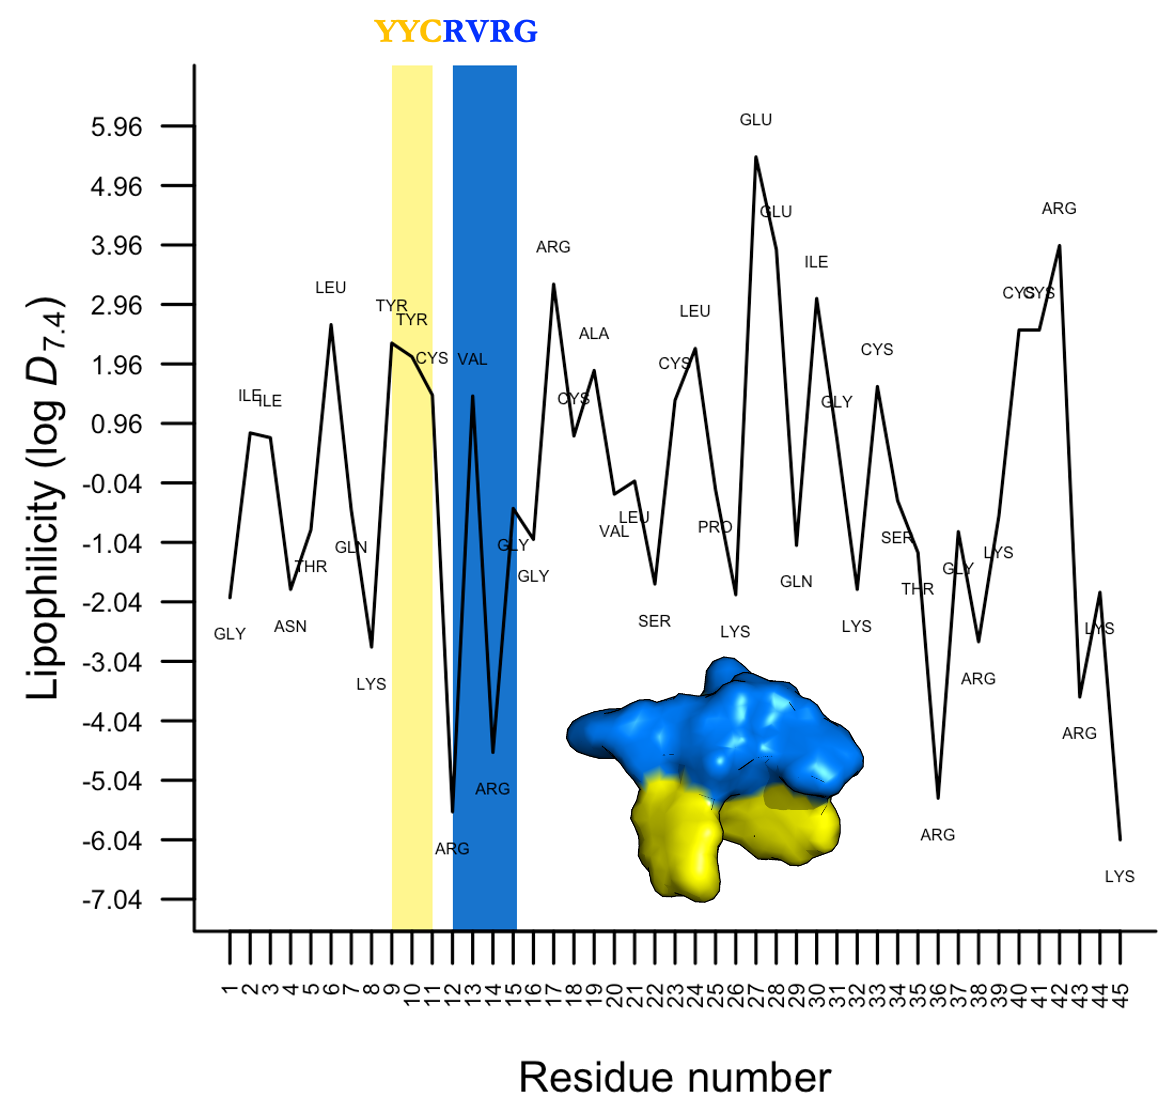 YYCRVRG
5.96
4.96
3.96
2.96
1.96
0.96
-0.04
-1.04
-2.04
-3.04
-4.04
-5.04
-6.04
-7.04
Lipophilicity (log D7.4)
GLY
ILE
ILE
ASN
THR
LEU
GLN
LYS
TYR
TYR
CYS
ARG
VAL
ARG
GLY
GLY
ARG
CYS
ALA
VAL
LEU
SER
CYS
LEU
PRO
LYS
GLU
GLU
GLN
ILE
GLY
LYS
CYS
SER
THR
ARG
GLY
ARG
LYS
CYS
CYS
ARG
ARG
LYS
LYS
1 2 3 4 5 6 7 8 9 10 11 12 13 14 15 16 17 18 19 20 21 22 23 24 25 26 27 28 29 30 31 32 33 34 35 36 37 38 39 40 41 42 43 44 45
Residue number